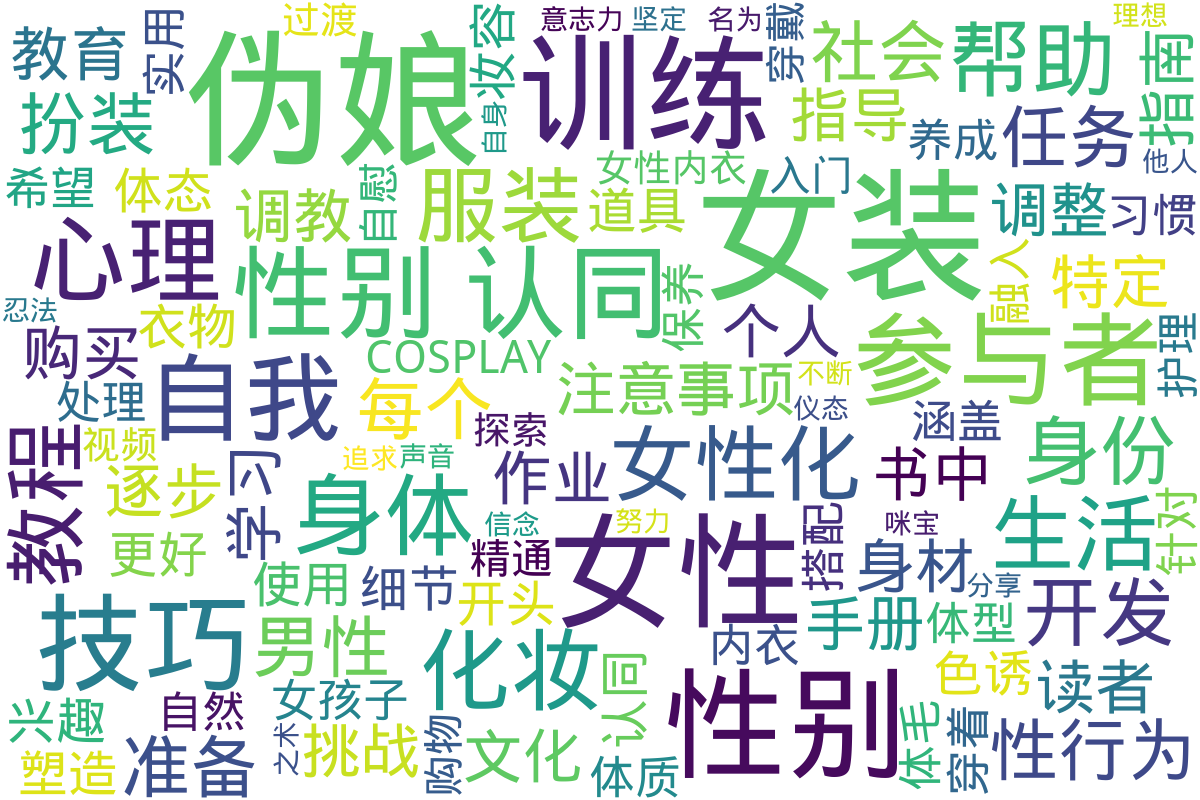 过渡
意志力
坚定
名为
理想
教育
实用
伪娘
妆容
训练
穿戴
社会
帮助
指南
扮装
自身
指导
养成
任务
他人
希望
体态
调教
自慰
服装
女性内衣
道具
入门
女装
调整
习惯
心理
性别认同
保养
个人
融入
特定
忍法
衣物
购买
COSPLAY
参与者
护理
处理
自我
每个
注意事项
不断
仪态
涵盖
教程
视频
追求
声音
探索
女性化
书中
身份
逐步
学习
身体
作业
信念
努力
女性
搭配
咪宝
生活
针对
更好
使用
细节
精通
身材
分享
技巧
男性
开头
化妆
认同
内衣
手册
体型
开发
兴趣
自然
女孩子
性别
色诱
读者
塑造
准备
之术
挑战
购物
文化
体质
体毛
穿着
性行为